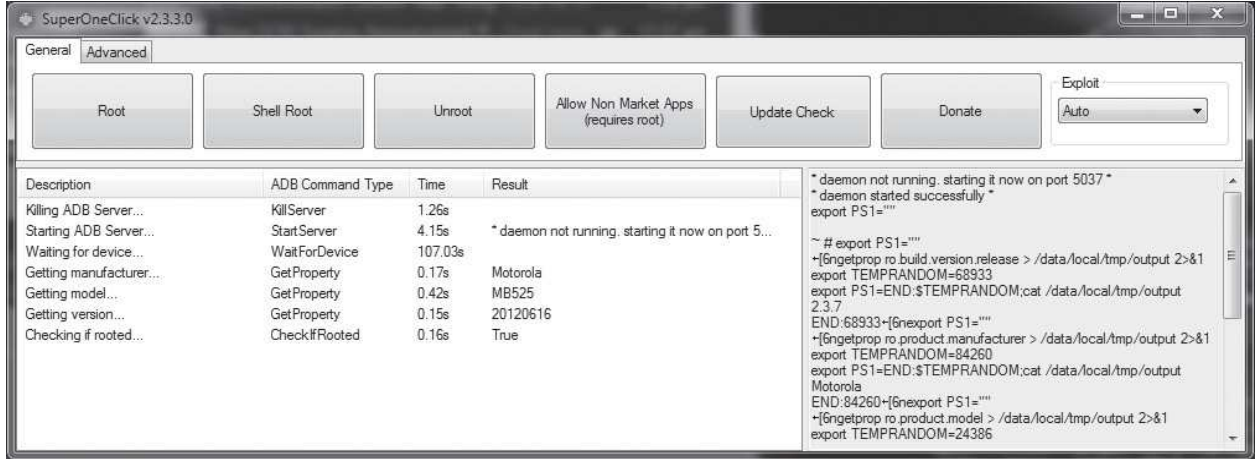 SuperOneClick v2.3.3.0
General Advanced
Root Shell Root Unroot Allow Non Market Apps (requires root) Update Check Donate Exploit
Auto
Description ADB Command Type Time Result
Killing ADB Server... KillServer 1.26s
Starting ADB Server... StartServer 4.15s * daemon not running. starting it now on port 5...
Waiting for device... WaitForDevice 107.03s
Getting manufacturer... GetProperty 0.17s Motorola
Getting model... GetProperty 0.42s MB525
Getting version... GetProperty 0.15s 20120616
Checking if rooted... CheckIfRooted 0.16s True
* daemon not running. starting it now on port 5037 *
* daemon started successfully *
export PS1=""
~ # export PS1=""
←[6ngetprop ro.build.version.release > /data/local/tmp/output 2>&1
export TEMPRANDOM=68933
export PS1=END:$TEMPRANDOM;cat /data/local/tmp/output
2.3.7
END:68933←[6nexport PS1=""
←[6ngetprop ro.product.manufacturer > /data/local/tmp/output 2>&1
export TEMPRANDOM=84260
export PS1=END:$TEMPRANDOM;cat /data/local/tmp/output
Motorola
END:84260←[6nexport PS1=""
←[6ngetprop ro.product.model > /data/local/tmp/output 2>&1
export TEMPRANDOM=24386